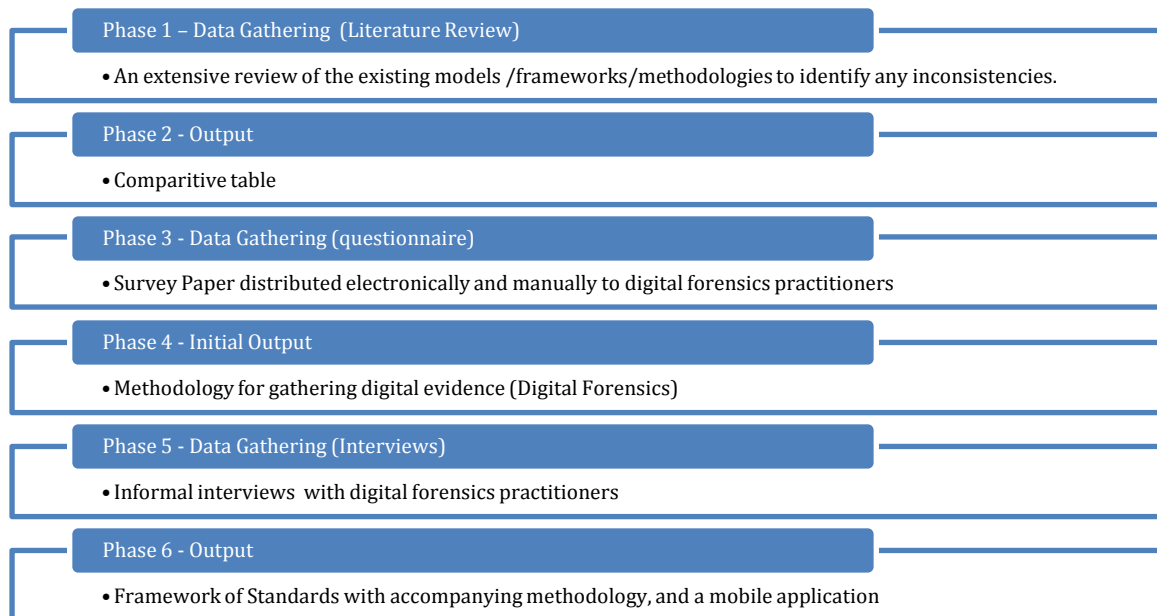 Phase 1 – Data Gathering  (Literature Review)
• An extensive review of the existing models /frameworks/methodologies to identify any inconsistencies.
Phase 2 - Output
• Comparitive table
Phase 3 - Data Gathering (questionnaire)
• Survey Paper distributed electronically and manually to digital forensics practitioners
Phase 4 - Initial Output
• Methodology for gathering digital evidence (Digital Forensics)
Phase 5 - Data Gathering (Interviews)
• Informal interviews  with digital forensics practitioners
Phase 6 - Output
• Framework of Standards with accompanying methodology, and a mobile application